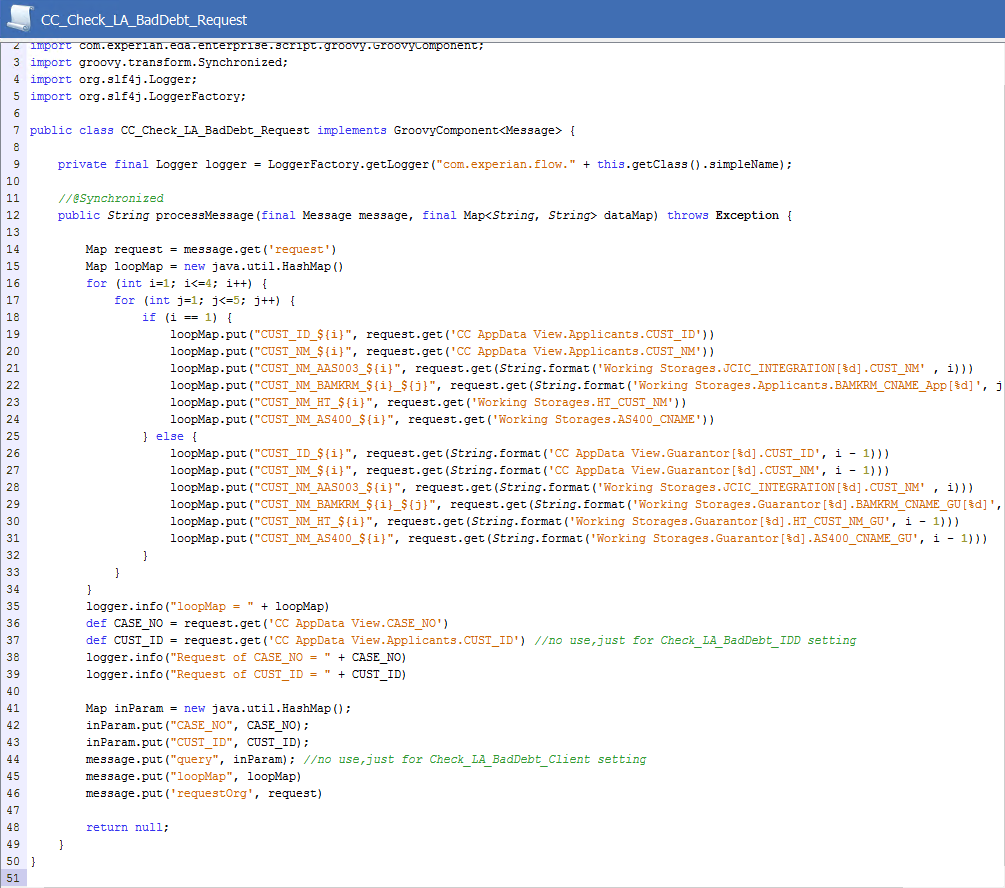 CC_Check_LA_BadDebt_Request
2 import com.experian.eda.enterprise.script.groovy.GroovyComponent;
3 import groovy.transform.Synchronized;
4 import org.slf4j.Logger;
5 import org.slf4j.LoggerFactory;
6
7 public class CC_Check_LA_BadDebt_Request implements GroovyComponent<Message> {
8
9     private final Logger logger = LoggerFactory.getLogger("com.experian.flow." + this.getClass().simpleName);
10
11     //@Synchronized
12     public String processMessage(final Message message, final Map<String, String> dataMap) throws Exception {
13
14         Map request = message.get('request')
15         Map loopMap = new java.util.HashMap()
16         for (int i=1; i<=4; i++) {
17             for (int j=1; j<=5; j++) {
18                 if (i == 1) {
19                     loopMap.put("CUST_ID_${i}", request.get('CC AppData View.Applicants.CUST_ID'))
20                     loopMap.put("CUST_NM_${i}", request.get('CC AppData View.Applicants.CUST_NM'))
21                     loopMap.put("CUST_NM_AAS003_${i}", request.get(String.format('Working Storages.JCIC_INTEGRATION[%d].CUST_NM' , i)))
22                     loopMap.put("CUST_NM_BAMKRM_${i}_${j}", request.get(String.format('Working Storages.Applicants.BAMKRM_CNAME_App[%d]', j
23                     loopMap.put("CUST_NM_HT_${i}", request.get('Working Storages.HT_CUST_NM'))
24                     loopMap.put("CUST_NM_AS400_${i}", request.get('Working Storages.AS400_CNAME'))
25                 } else {
26                     loopMap.put("CUST_ID_${i}", request.get(String.format('CC AppData View.Guarantor[%d].CUST_ID', i - 1)))
27                     loopMap.put("CUST_NM_${i}", request.get(String.format('CC AppData View.Guarantor[%d].CUST_NM', i - 1)))
28                     loopMap.put("CUST_NM_AAS003_${i}", request.get(String.format('Working Storages.JCIC_INTEGRATION[%d].CUST_NM' , i)))
29                     loopMap.put("CUST_NM_BAMKRM_${i}_${j}", request.get(String.format('Working Storages.Guarantor[%d].BAMKRM_CNAME_GU[%d]',
30                     loopMap.put("CUST_NM_HT_${i}", request.get(String.format('Working Storages.Guarantor[%d].HT_CUST_NM_GU', i - 1)))
31                     loopMap.put("CUST_NM_AS400_${i}", request.get(String.format('Working Storages.Guarantor[%d].AS400_CNAME_GU', i - 1)))
32                 }
33             }
34         }
35         logger.info("loopMap = " + loopMap)
36         def CASE_NO = request.get('CC AppData View.CASE_NO')
37         def CUST_ID = request.get('CC AppData View.Applicants.CUST_ID') //no use,just for Check_LA_BadDebt_IDD setting
38         logger.info("Request of CASE_NO = " + CASE_NO)
39         logger.info("Request of CUST_ID = " + CUST_ID)
40
41         Map inParam = new java.util.HashMap();
42         inParam.put("CASE_NO", CASE_NO);
43         inParam.put("CUST_ID", CUST_ID);
44         message.put("query", inParam); //no use,just for Check_LA_BadDebt_Client setting
45         message.put("loopMap", loopMap)
46         message.put('requestOrg', request)
47
48         return null;
49     }
50 }
51